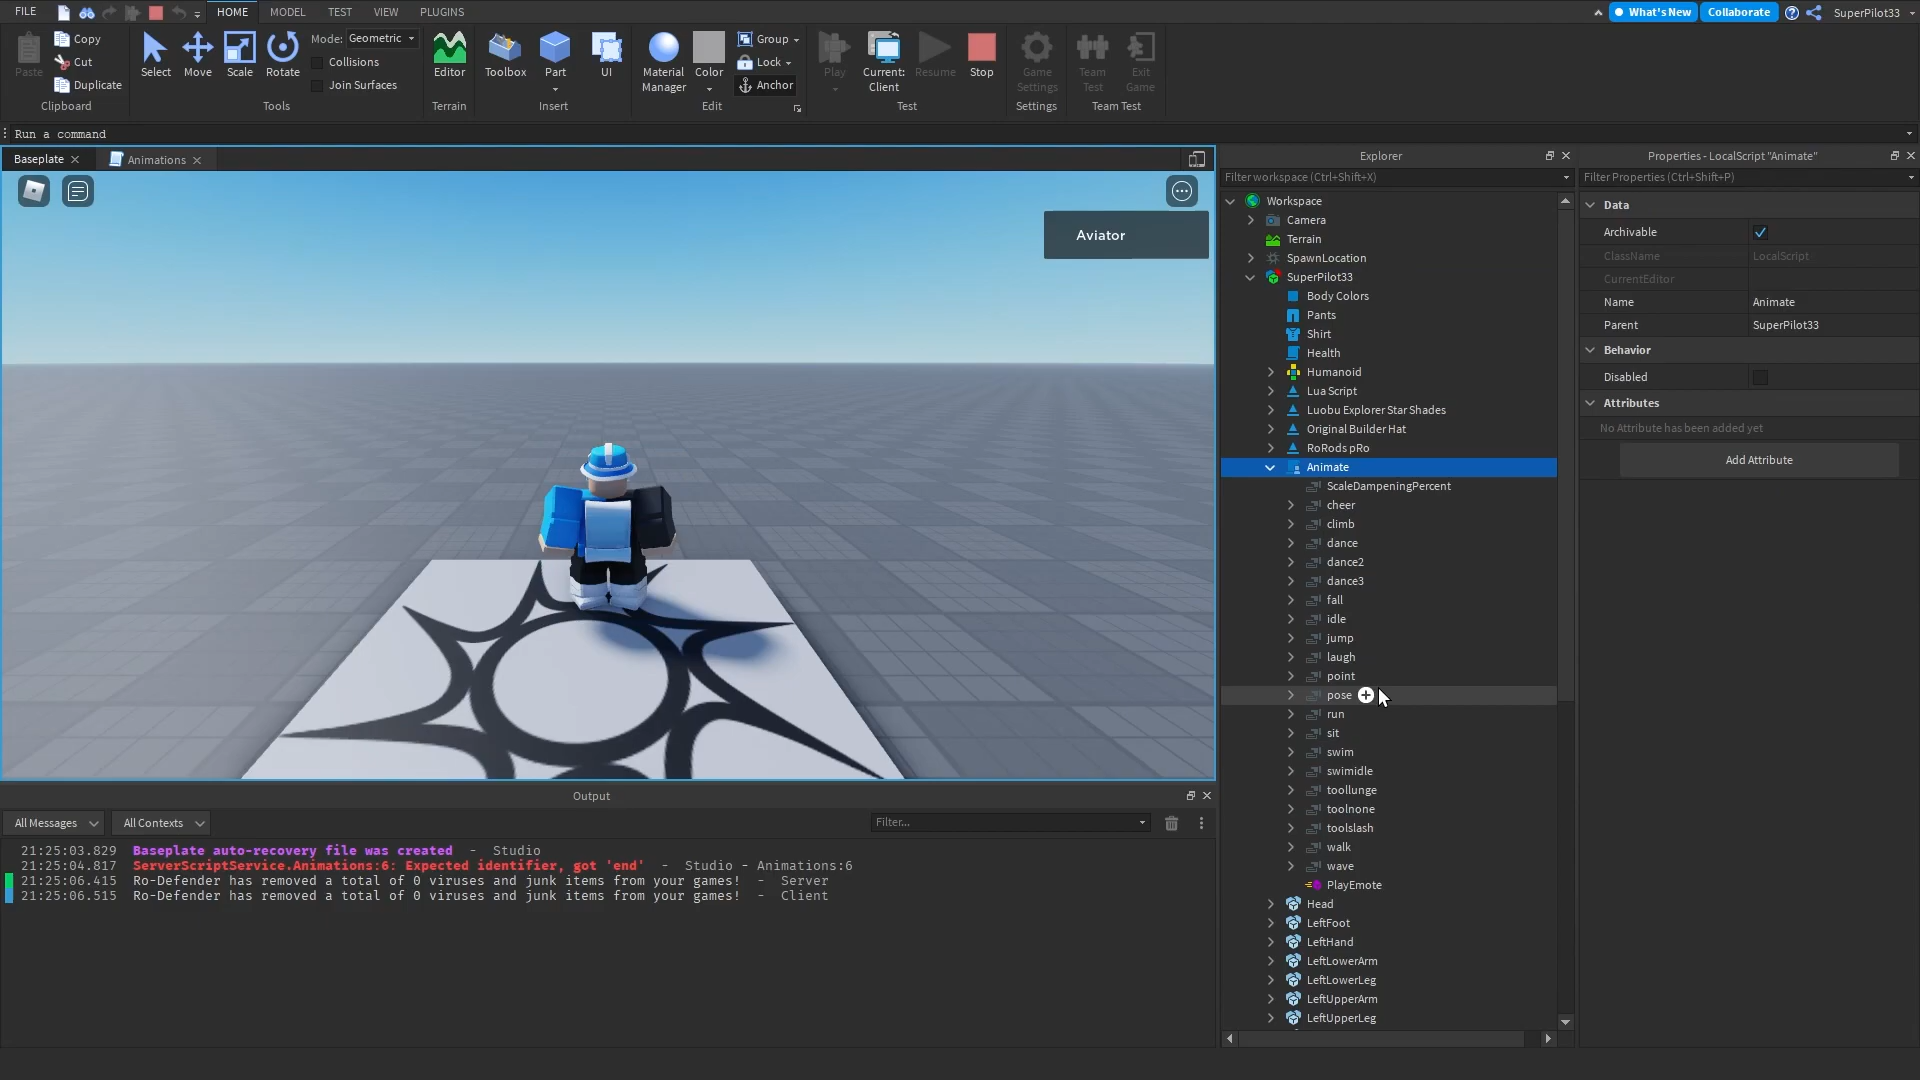 FILE
HOME
MODEL
TEST
VIEW
PLUGINS
What's New
Collaborate
SuperPilot33
Paste
Copy
Cut
Duplicate
Clipboard
Select
Move
Scale
Rotate
Mode: Geometric
Collisions
Join Surfaces
Tools
Editor
Terrain
Toolbox
Part
UI
Insert
Material Manager
Color
Group
Lock
Anchor
Edit
Play
Current: Client
Resume
Stop
Test
Game Settings
Settings
Team Test
Exit Game
Team Test
Run a command
Baseplate
Animations
Aviator
Output
All Messages
All Contexts
Filter...
21:25:03.829 Baseplate auto-recovery file was created - Studio
21:25:04.817 ServerScriptService.Animations:6: Expected identifier, got 'end' - Studio - Animations:6
21:25:06.415 Ro-Defender has removed a total of 0 viruses and junk items from your games! - Server
21:25:06.515 Ro-Defender has removed a total of 0 viruses and junk items from your games! - Client
Explorer
Filter workspace (Ctrl+Shift+X)
Workspace
Camera
Terrain
SpawnLocation
SuperPilot33
Body Colors
Pants
Shirt
Health
Humanoid
Lua Script
Luobu Explorer Star Shades
Original Builder Hat
RoRods pRo
Animate
ScaleDampeningPercent
cheer
climb
dance
dance2
dance3
fall
idle
jump
laugh
point
pose
run
sit
swim
swimidle
toollunge
toolnone
toolslash
walk
wave
PlayEmote
Head
LeftFoot
LeftHand
LeftLowerArm
LeftLowerLeg
LeftUpperArm
LeftUpperLeg
Properties - LocalScript "Animate"
Filter Properties (Ctrl+Shift+P)
Data
Archivable
ClassName LocalScript
CurrentEditor
Name Animate
Parent SuperPilot33
Behavior
Disabled
Attributes
No Attribute has been added yet
Add Attribute